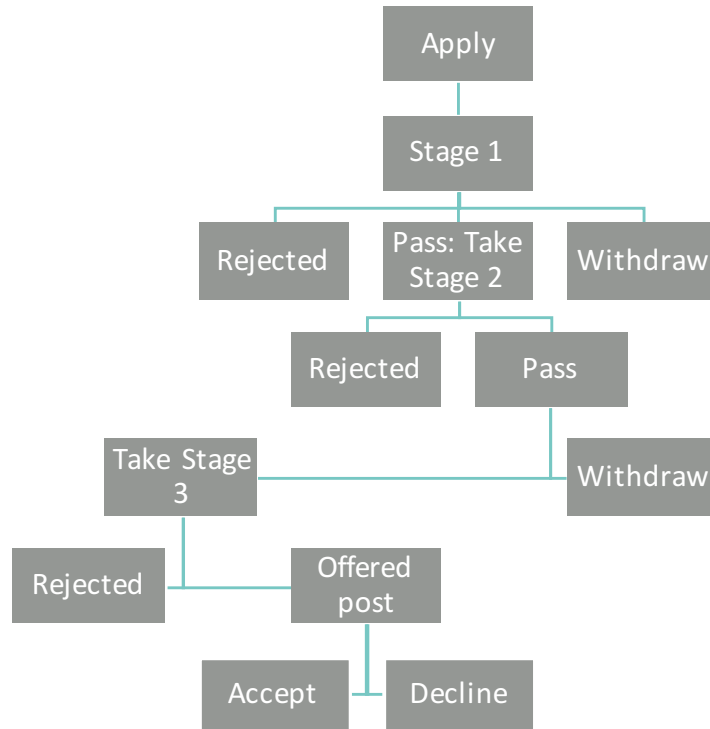 Apply
Stage 1
Rejected
Pass: Take
Stage 2
Withdraw
Rejected
Pass
Take Stage
3
Withdraw
Rejected
Offered
post
Accept
Decline